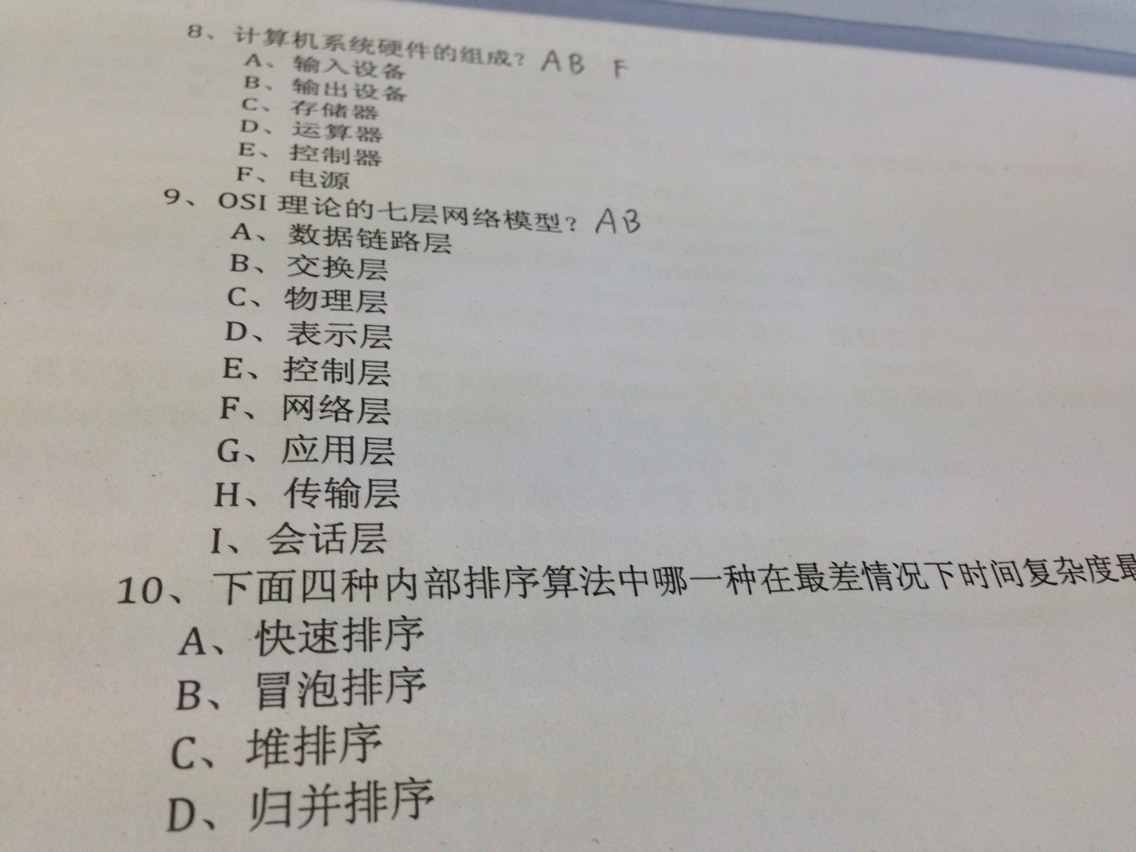 8、计算机系统硬件的组成？AB F
A、输入设备
B、输出设备
C、存储器
D、运算器
E、控制器
F、电源
9、OSI 理论的七层网络模型？AB
A、数据链路层
B、交换层
C、物理层
D、表示层
E、控制层
F、网络层
G、应用层
H、传输层
I、会话层
10、下面四种内部排序算法中哪一种在最差情况下时间复杂度最
A、快速排序
B、冒泡排序
C、堆排序
D、归并排序